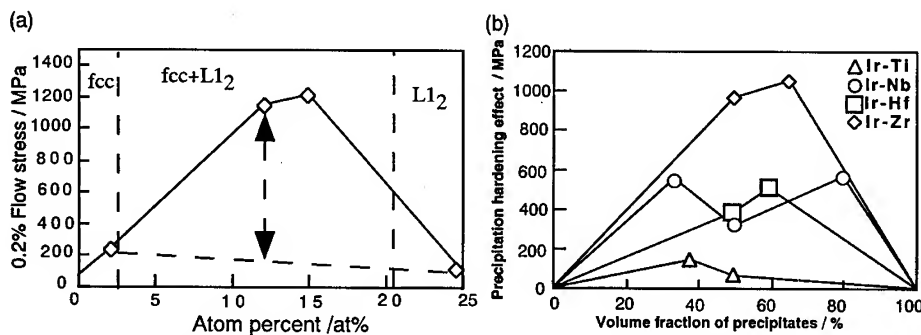 (a)
0.2% Flow stress / MPa
1400
1200
1000
800
600
400
200
0
fcc
fcc+L1₂
L1₂
0 5 10 15 20 25
Atom percent /at%
(b)
Precipitation hardening effect / MPa
1200
1000
800
600
400
200
0
Ir-Ti
Ir-Nb
Ir-Hf
Ir-Zr
0 20 40 60 80 100
Volume fraction of precipitates / %